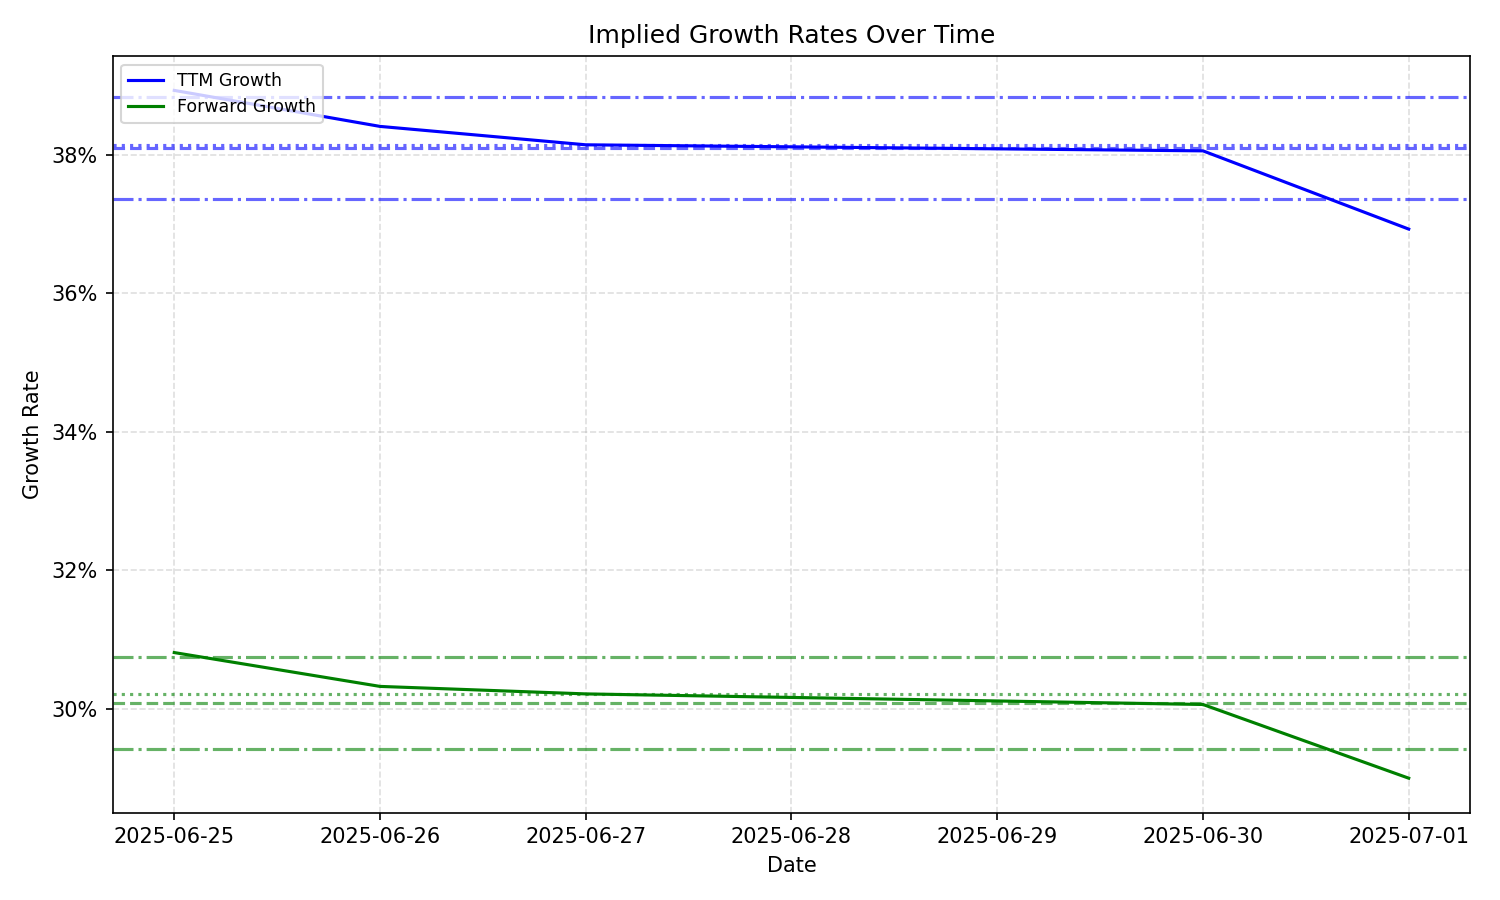 Implied Growth Rates Over Time
TTM Growth
Forward Growth
38%
36%
34%
32%
30%
Growth Rate
2025-06-25
2025-06-26
2025-06-27
2025-06-28
2025-06-29
2025-06-30
2025-07-01
Date